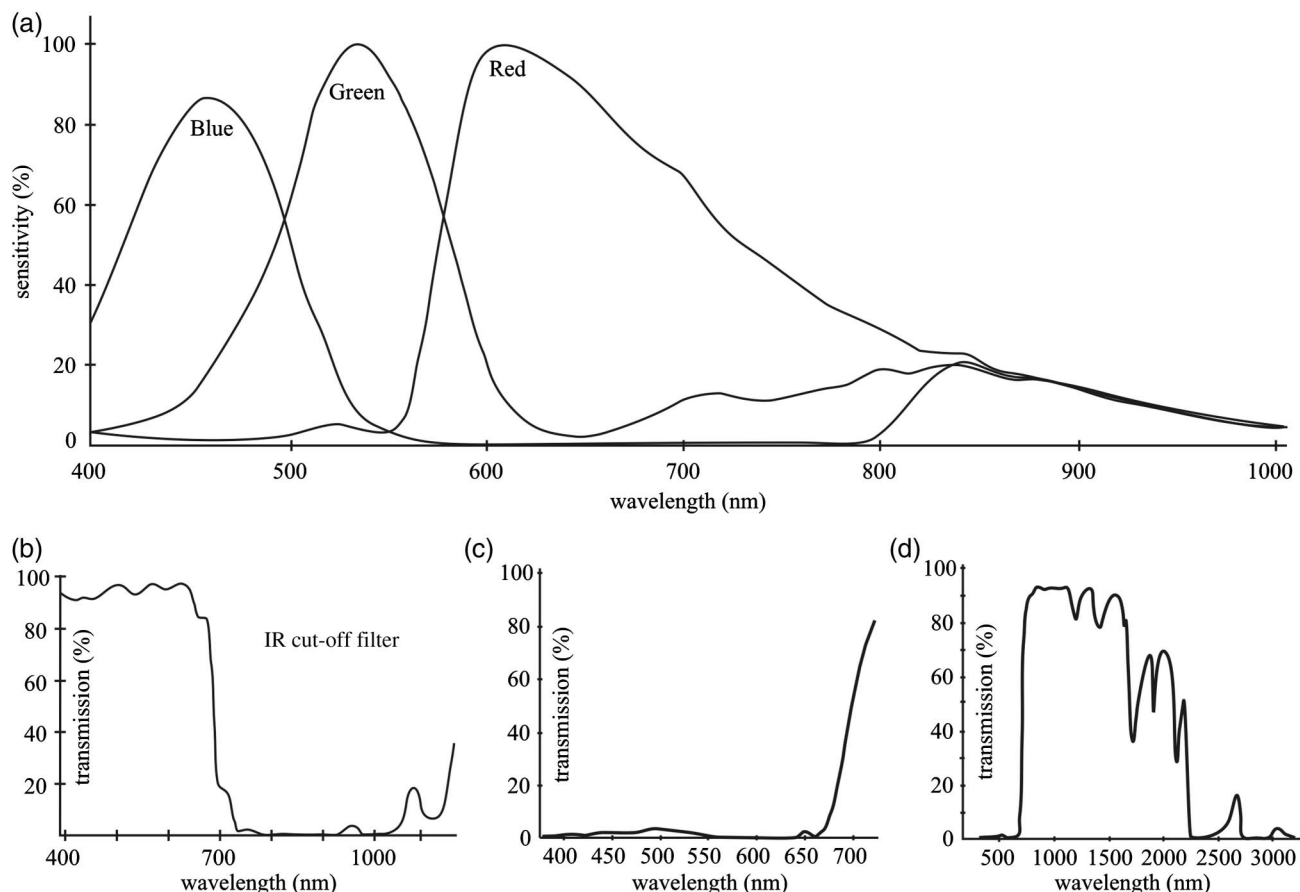 (a)
100
80
60
40
20
0
sensitivity (%)
Blue
Green
Red
400 500 600 700 800 900 1000
wavelength (nm)
(b)
100
80
60
40
20
transmission (%)
IR cut-off filter
400 700 1000
wavelength (nm)
(c)
100
80
60
40
20
0
transmission (%)
400 450 500 550 600 650 700
wavelength (nm)
(d)
100
80
60
40
20
0
transmission (%)
500 1000 1500 2000 2500 3000
wavelength (nm)